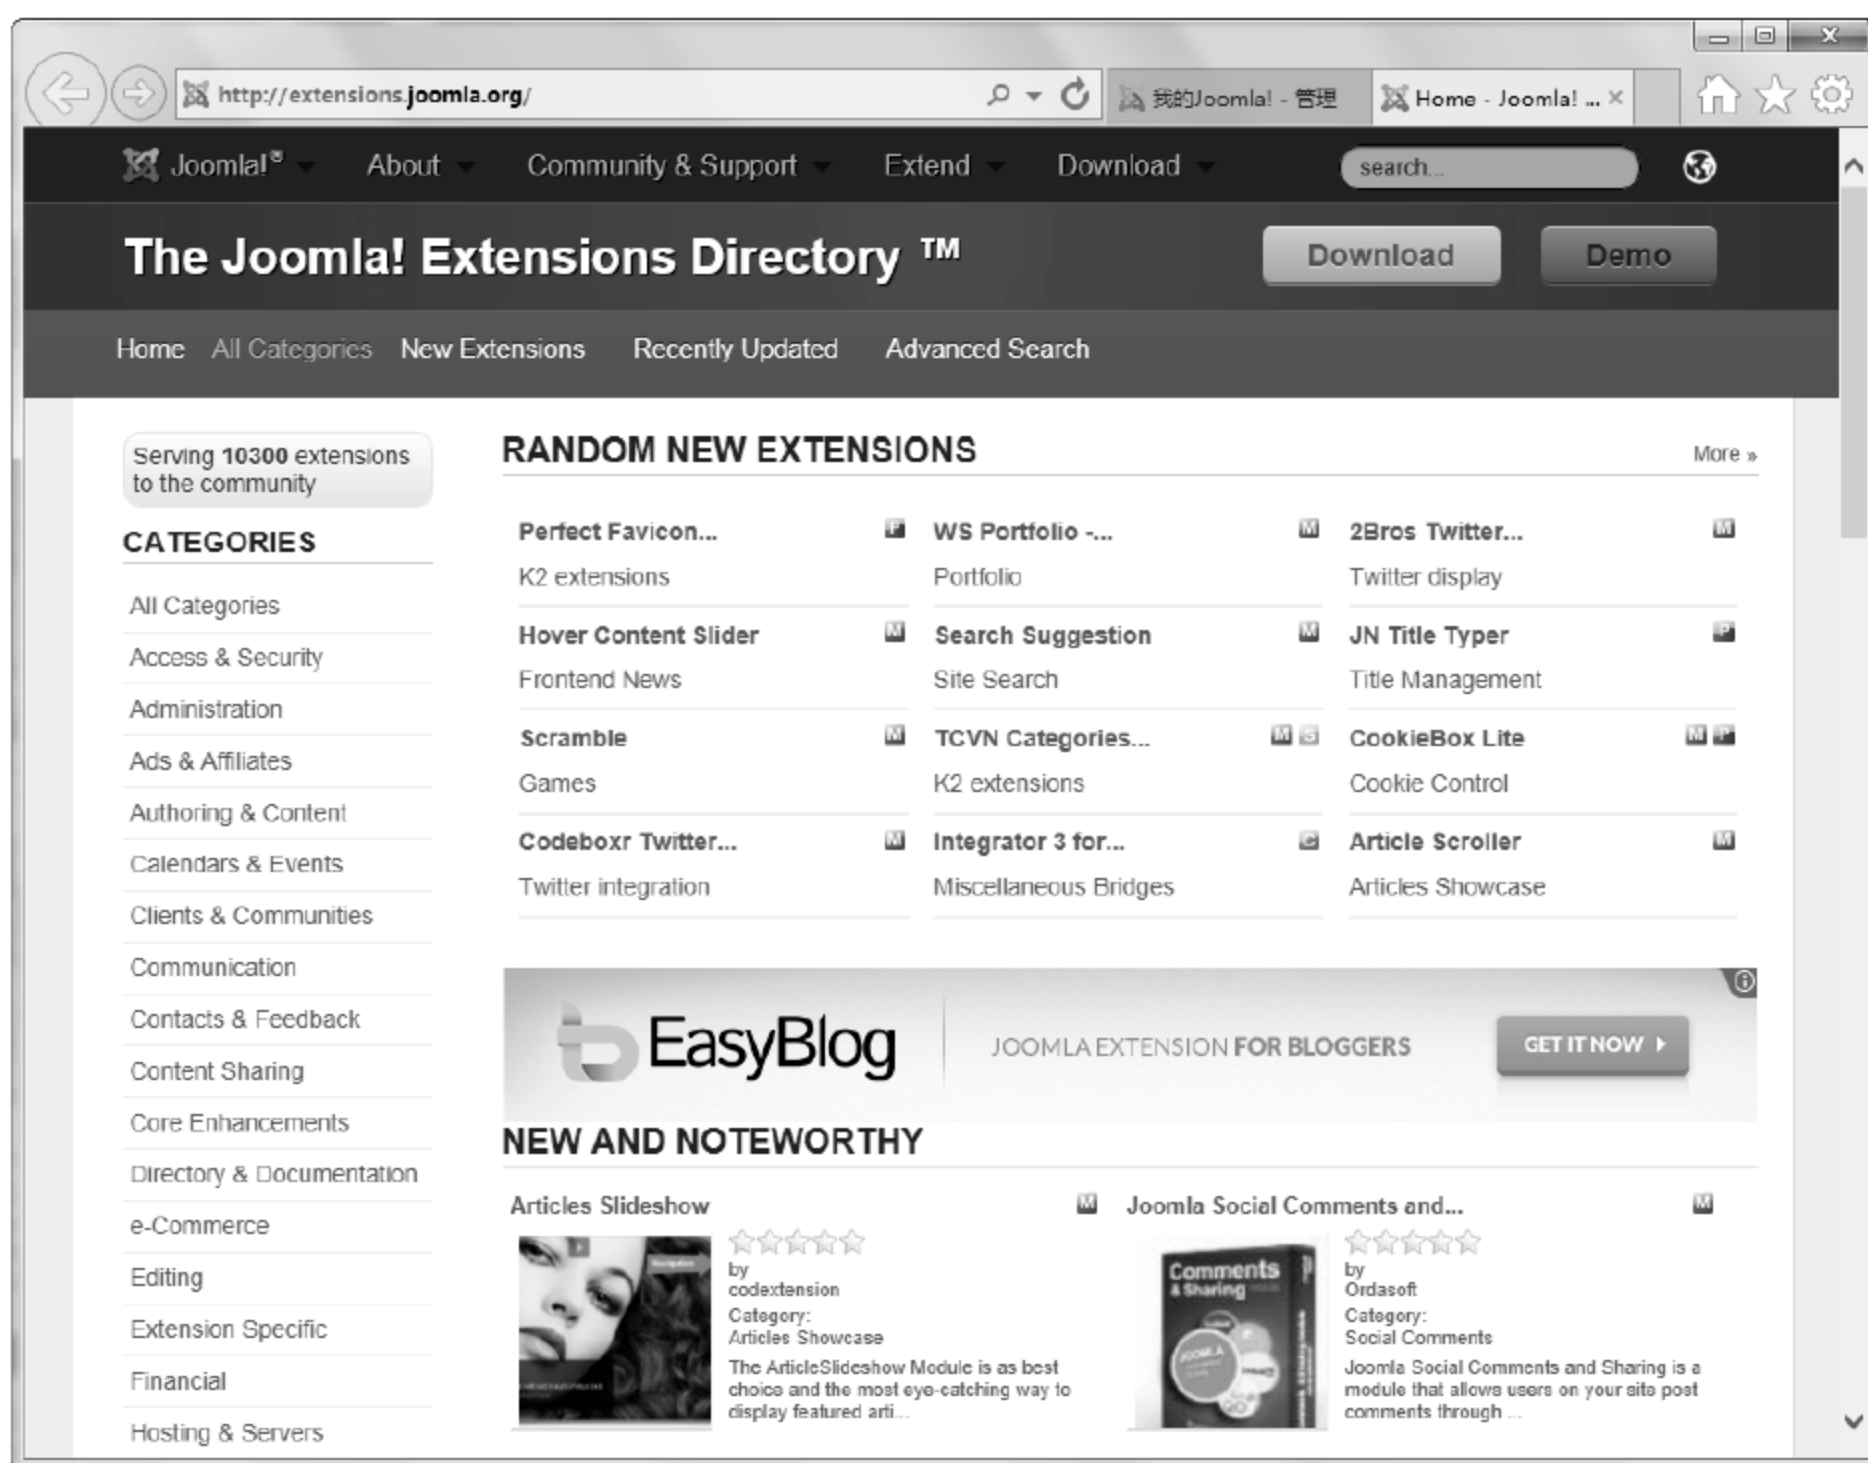 http://extensions.joomla.org/
我的Joomla! - 管理
Home - Joomla! ...
Joomla!®
About
Community & Support
Extend
Download
search...
The Joomla! Extensions Directory ™
Download
Demo
Home
All Categories
New Extensions
Recently Updated
Advanced Search
Serving 10300 extensions
to the community
CATEGORIES
All Categories
Access & Security
Administration
Ads & Affiliates
Authoring & Content
Calendars & Events
Clients & Communities
Communication
Contacts & Feedback
Content Sharing
Core Enhancements
Directory & Documentation
e-Commerce
Editing
Extension Specific
Financial
Hosting & Servers
RANDOM NEW EXTENSIONS
More »
Perfect Favicon... P
K2 extensions
WS Portfolio -... M
Portfolio
2Bros Twitter... M
Twitter display
Hover Content Slider M
Frontend News
Search Suggestion M
Site Search
JN Title Typer P
Title Management
Scramble M
Games
TCVN Categories... M S
K2 extensions
CookieBox Lite M P
Cookie Control
Codeboxr Twitter... M
Twitter integration
Integrator 3 for... C
Miscellaneous Bridges
Article Scroller M
Articles Showcase
EasyBlog
JOOMLA EXTENSION FOR BLOGGERS
GET IT NOW
NEW AND NOTEWORTHY
Articles Slideshow M
Navigation
by
codextension
Category:
Articles Showcase
The ArticleSlideshow Module is as best
choice and the most eye-catching way to
display featured arti...
Joomla Social Comments and... M
Comments
& Sharing
JOOMLA
by
Ordasoft
Category:
Social Comments
Joomla Social Comments and Sharing is a
module that allows users on your site post
comments through ...